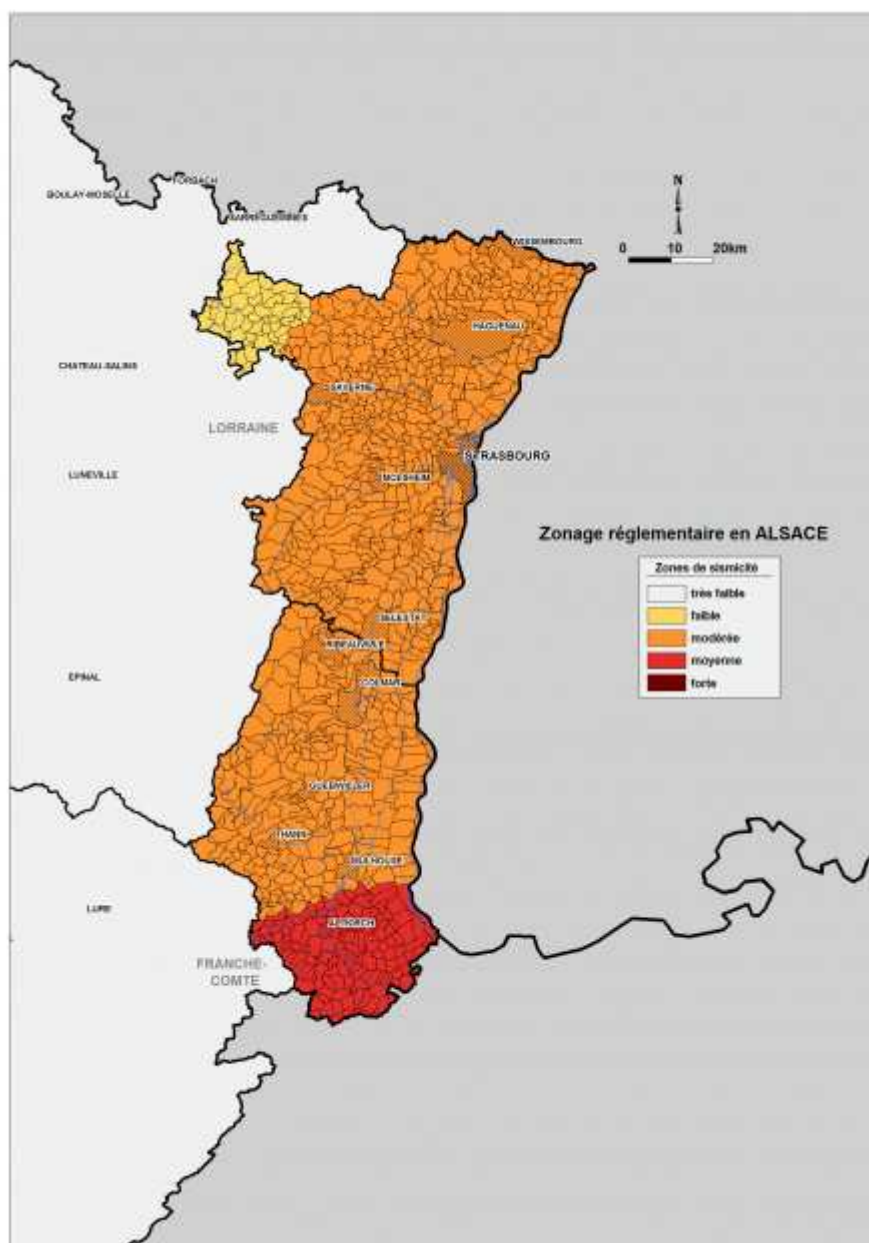 FORBACH
BOULAY-MOSELLE
SARREGUEMINES
N
WISSEMBOURG
0 10 20km
HAGUENAU
CHATEAU-SALINS
SAVERNE
LORRAINE
STRASBOURG
LUNEVILLE
MOLSHEIM
Zonage réglementaire en ALSACE
Zones de sismicité
très faible
faible
modérée
moyenne
forte
SELESTAT
RIBEAUVILLE
EPINAL
COLMAR
GUEBWILLER
THANN
MULHOUSE
LURE
ALTKIRCH
FRANCHE-
COMTE